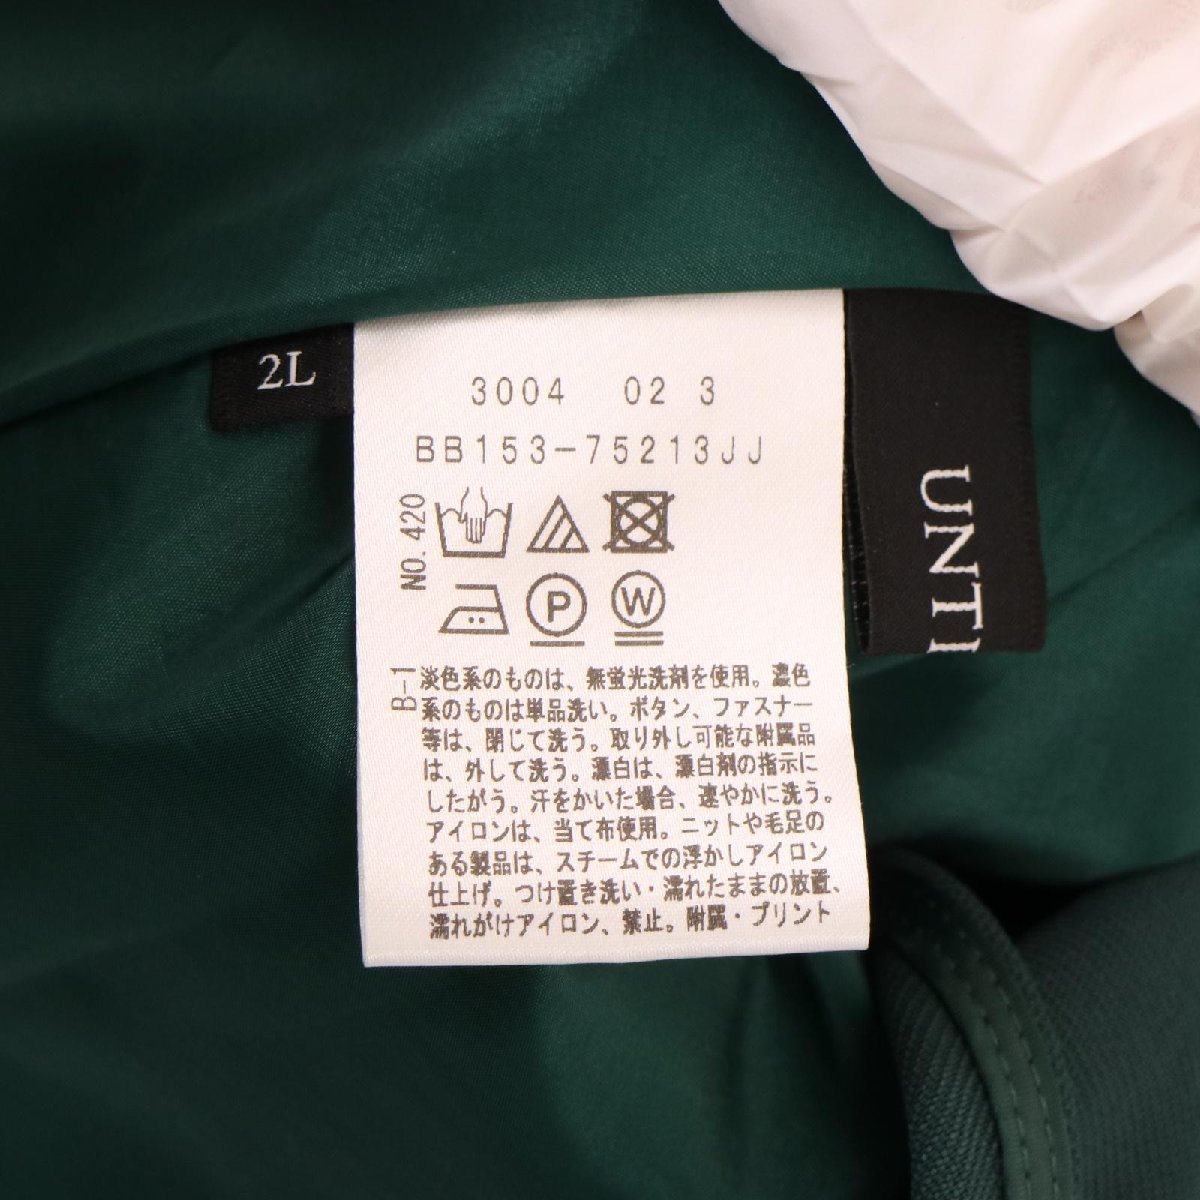 2L
3004 02 3
BB153-75213JJ
NO. 420
P
W
B-1
淡色系のものは、無蛍光洗剤を使用。濃色
系のものは単品洗い。ボタン、ファスナー
等は、閉じて洗う。取り外し可能な附属品
は、外して洗う。漂白は、漂白剤の指示に
したがう。汗をかいた場合、速やかに洗う。
アイロンは、当て布使用。ニットや毛足の
ある製品は、スチームでの浮かしアイロン
仕上げ。つけ置き洗い・濡れたままの放置、
濡れがけアイロン、禁止。附属・プリント
UNTI